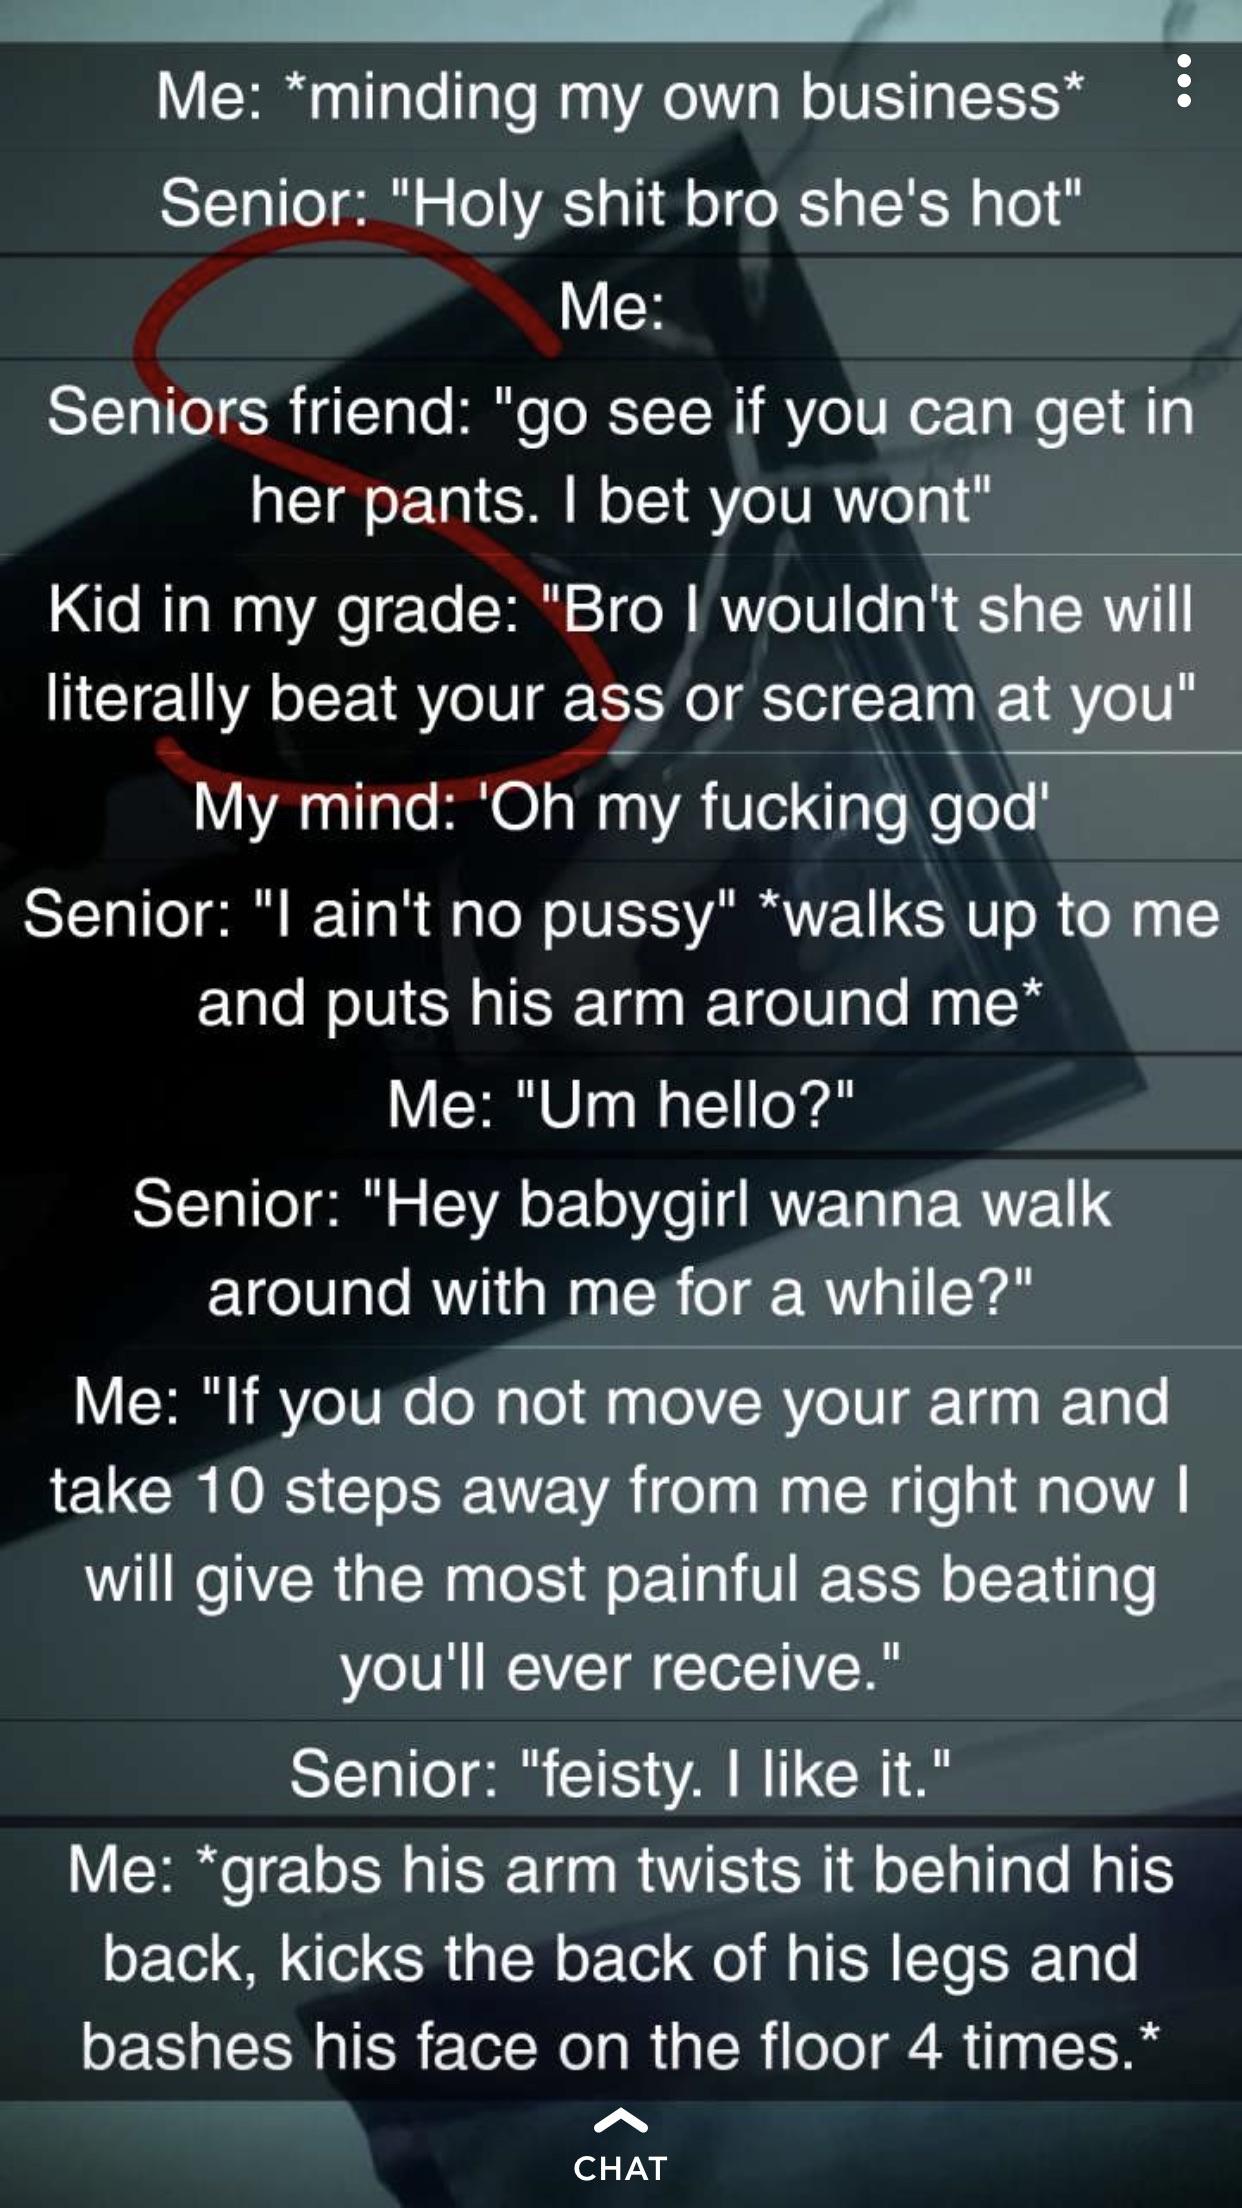 Me: *minding my own business*
Senior: "Holy shit bro she's hot"
Me:
Seniors friend: "go see if you can get in
her pants. I bet you wont"
Kid in my grade: "Bro I wouldn't she will
literally beat your ass or scream at you"
My mind: 'Oh my fucking god'
Senior: "I ain't no pussy" *walks up to me
and puts his arm around me*
Me: "Um hello?"
Senior: "Hey babygirl wanna walk
around with me for a while?"
Me: "If you do not move your arm and
take 10 steps away from me right now I
will give the most painful ass beating
you'll ever receive."
Senior: "feisty. I like it."
Me: *grabs his arm twists it behind his
back, kicks the back of his legs and
bashes his face on the floor 4 times.*
CHAT